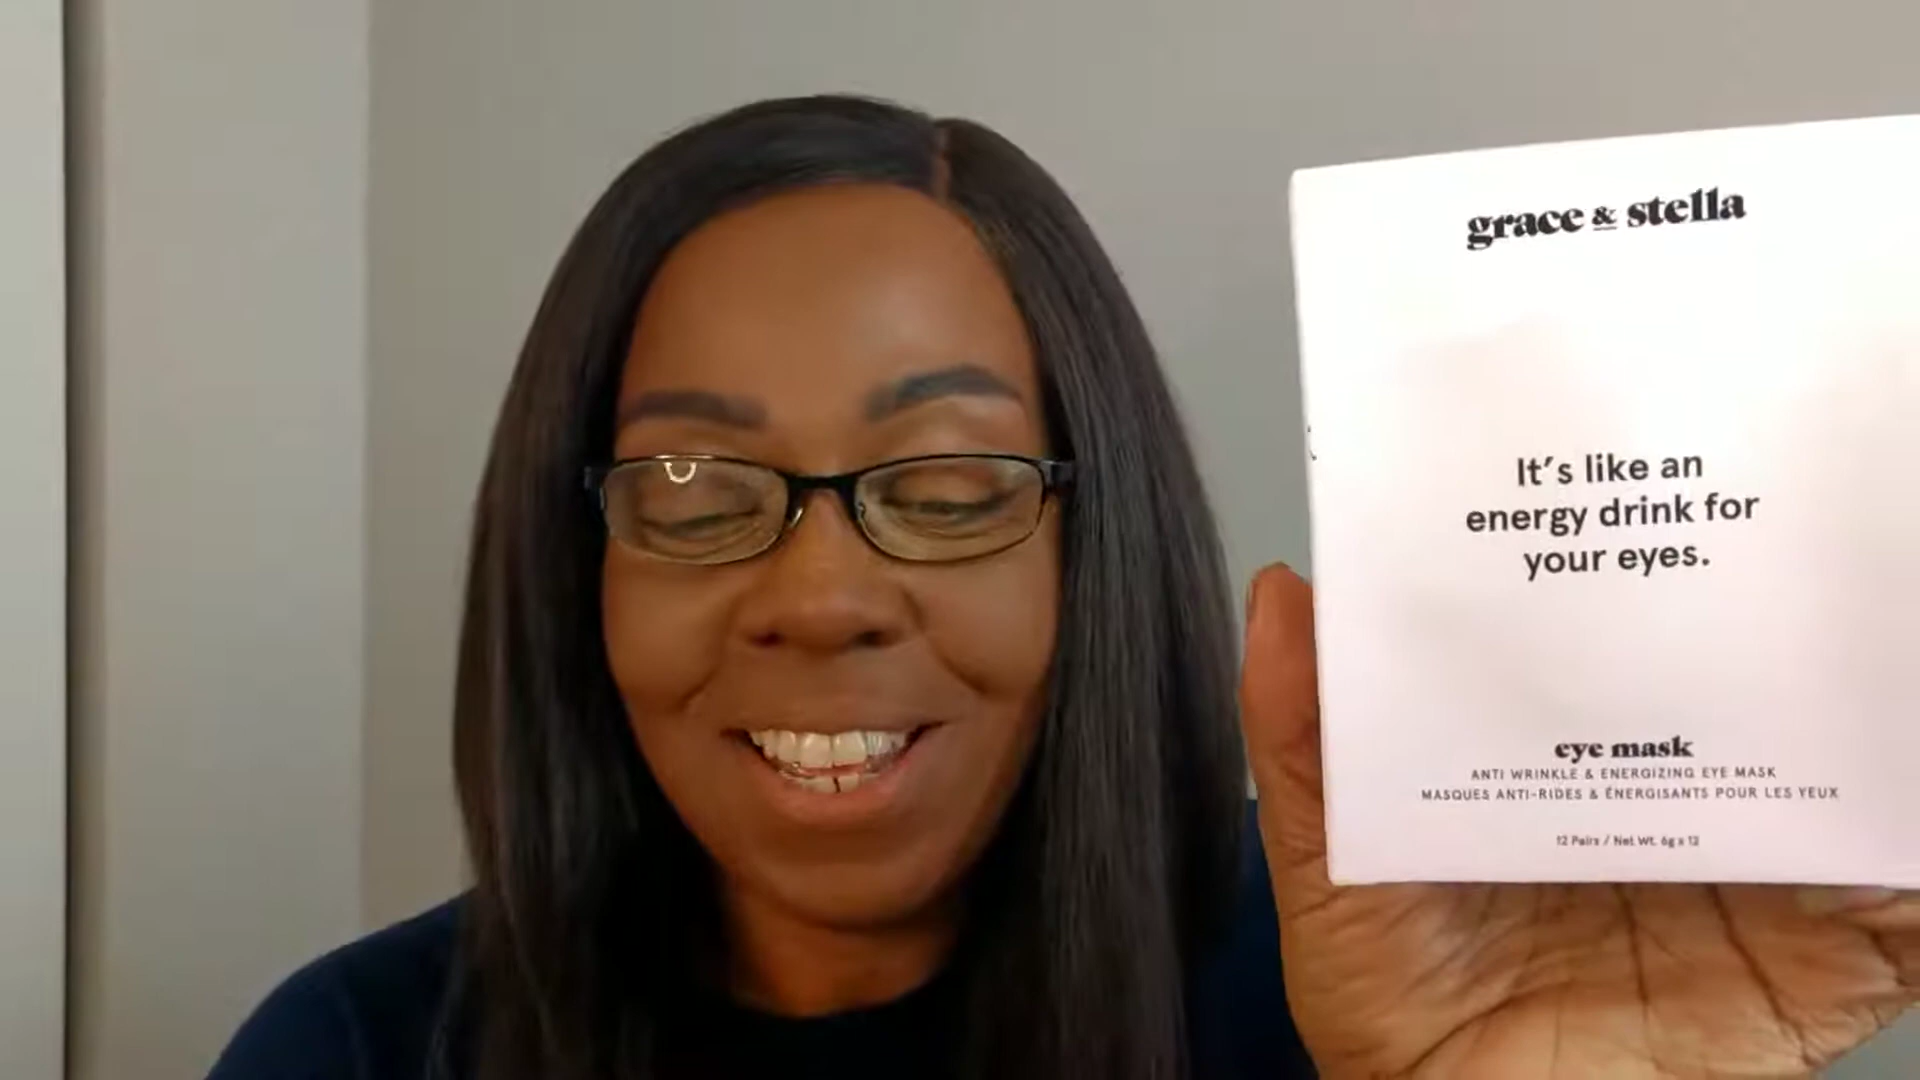 grace & stella
It's like an
energy drink for
your eyes.
eye mask
ANTI WRINKLE & ENERGIZING EYE MASK
MASQUES ANTI-RIDES & ÉNERGISANTS POUR LES YEUX
12 Pairs / Net Wt. 6g x 12